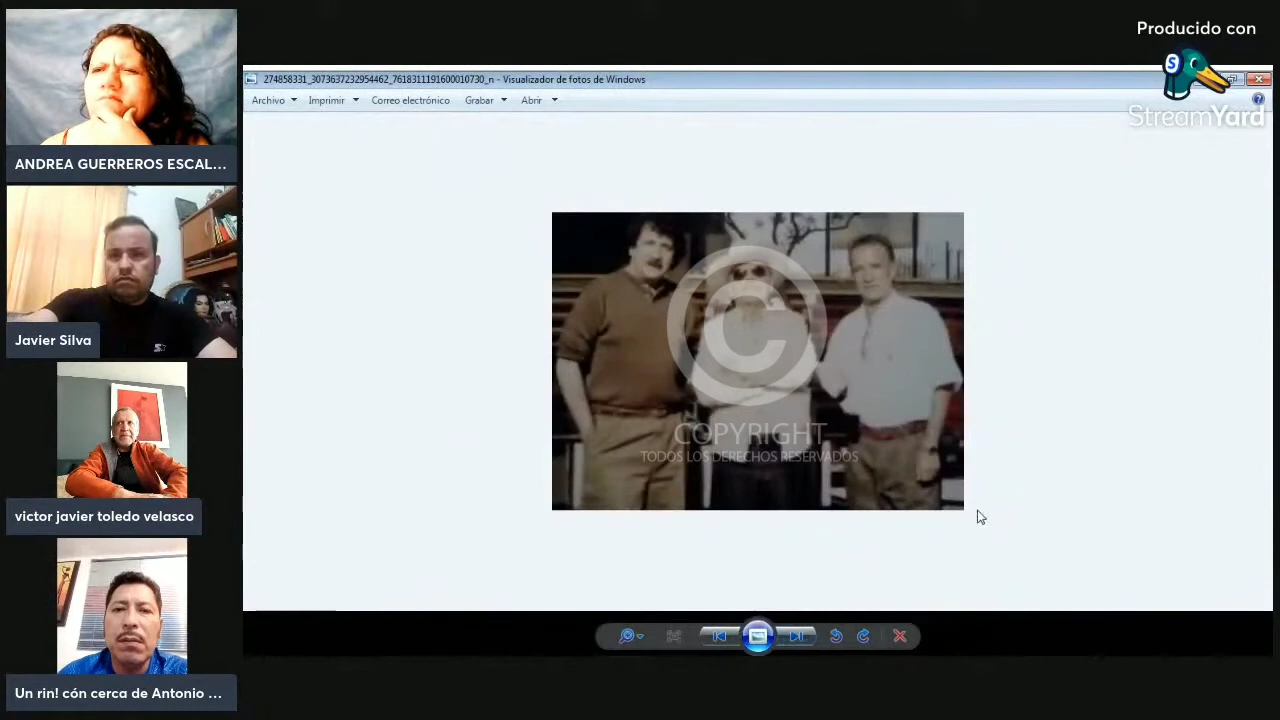 Producido con
StreamYard
274858331_3073637232954462_7618311191600010730_n - Visualizador de fotos de Windows
Archivo Imprimir Correo electrónico Grabar Abrir
COPYRIGHT
TODOS LOS DERECHOS RESERVADOS
ANDREA GUERREROS ESCAL...
Javier Silva
victor javier toledo velasco
Un rin! cón cerca de Antonio ...